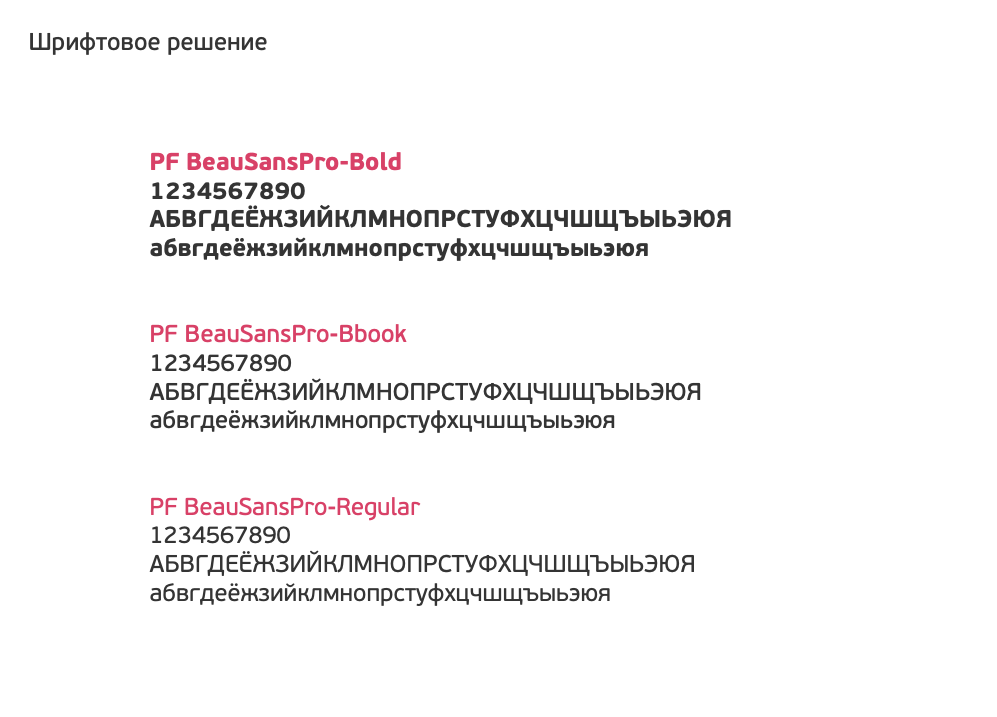 Шрифтовое решение
PF BeauSansPro-Bold
1234567890
АБВГДЕЁЖЗИЙКЛМНОПРСТУФХЦЧШЩЪЫЬЭЮЯ
абвгдеёжзийклмнопрстуфхцчшщъыьэюя
PF BeauSansPro-Bbook
1234567890
АБВГДЕЁЖЗИЙКЛМНОПРСТУФХЦЧШЩЪЫЬЭЮЯ
абвгдеёжзийклмнопрстуфхцчшщъыьэюя
PF BeauSansPro-Regular
1234567890
АБВГДЕЁЖЗИЙКЛМНОПРСТУФХЦЧШЩЪЫЬЭЮЯ
абвгдеёжзийклмнопрстуфхцчшщъыьэюя